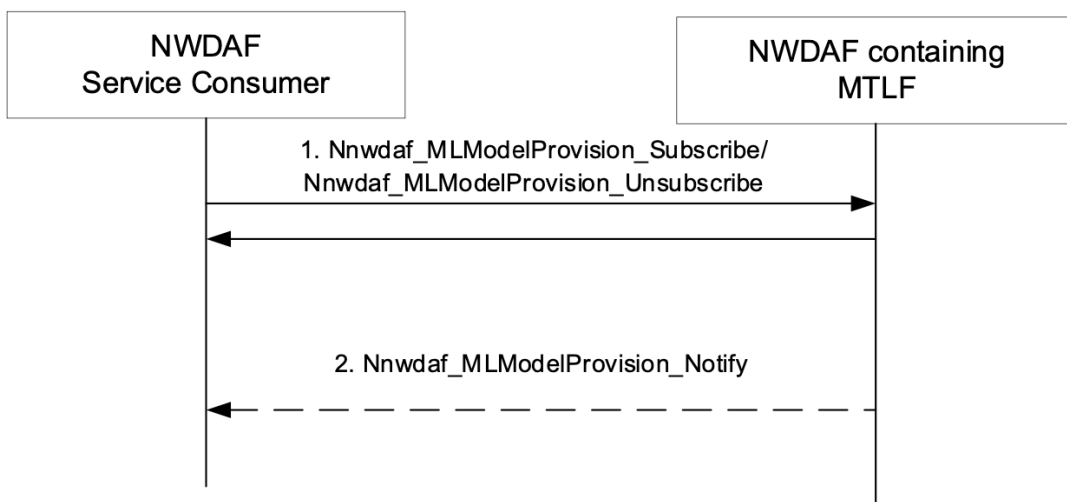 NWDAF
Service Consumer
NWDAF containing
MTLF
1. Nnwdaf_MLModelProvision_Subscribe/
Nnwdaf_MLModelProvision_Unsubscribe
2. Nnwdaf_MLModelProvision_Notify